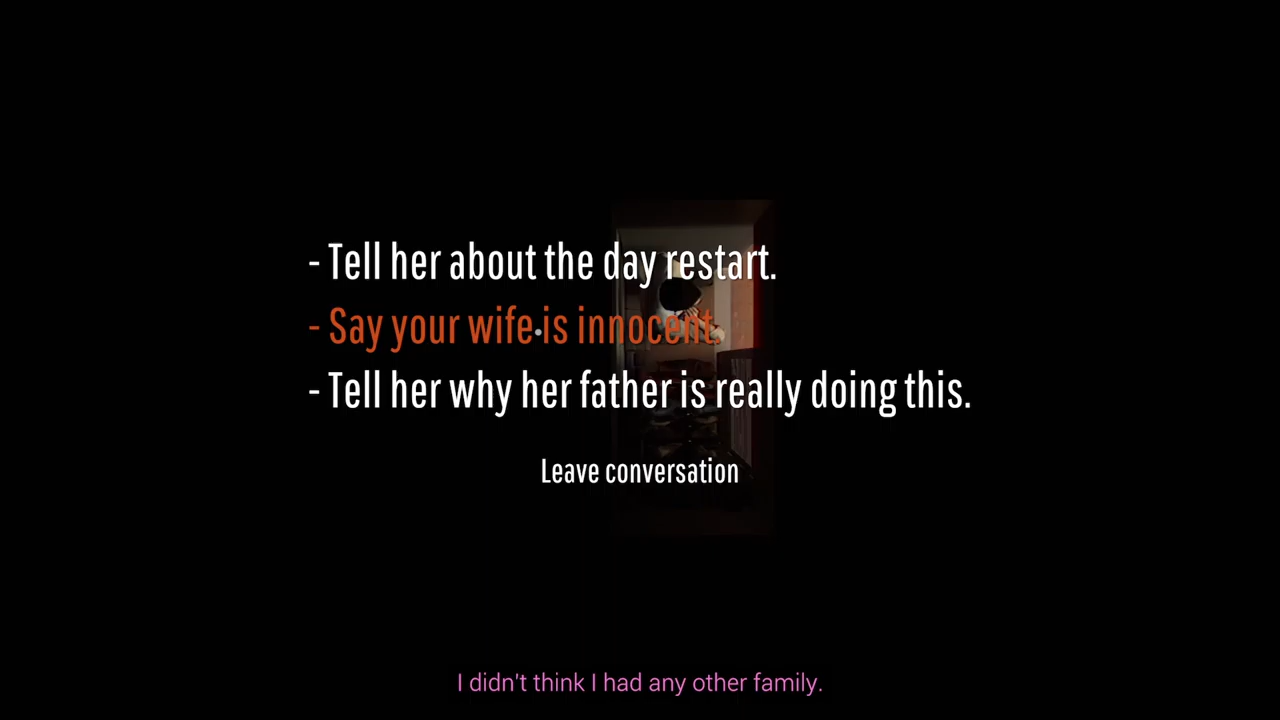 - Tell her about the day restart.
- Say your wife is innocent.
- Tell her why her father is really doing this.
Leave conversation
I didn't think I had any other family.